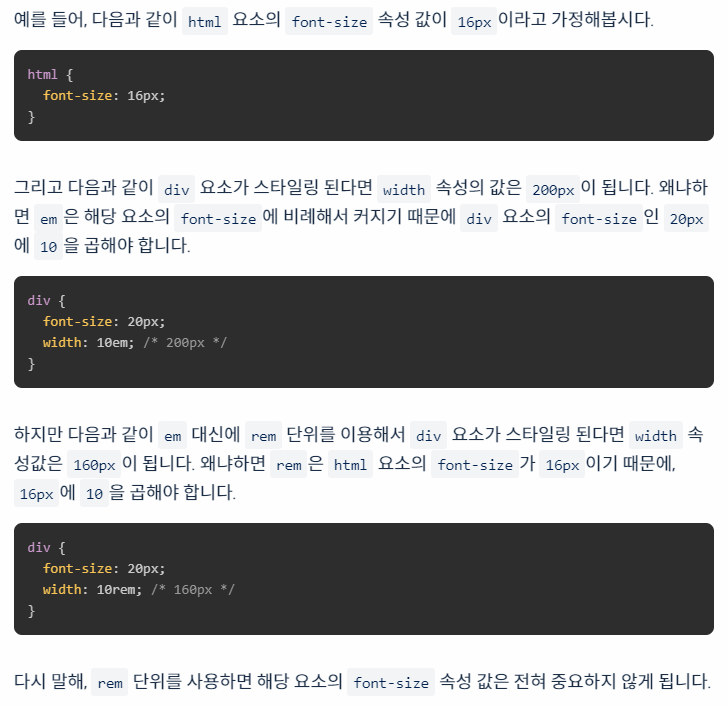 예를 들어, 다음과 같이 html 요소의 font-size 속성 값이 16px 이라고 가정해봅시다.
html {
  font-size: 16px;
}
그리고 다음과 같이 div 요소가 스타일링 된다면 width 속성의 값은 200px 이 됩니다. 왜냐하
면 em 은 해당 요소의 font-size 에 비례해서 커지기 때문에 div 요소의 font-size 인 20px
에 10 을 곱해야 합니다.
div {
  font-size: 20px;
  width: 10em; /* 200px */
}
하지만 다음과 같이 em 대신에 rem 단위를 이용해서 div 요소가 스타일링 된다면 width 속
성값은 160px 이 됩니다. 왜냐하면 rem 은 html 요소의 font-size 가 16px 이기 때문에,
16px 에 10 을 곱해야 합니다.
div {
  font-size: 20px;
  width: 10rem; /* 160px */
}
다시 말해, rem 단위를 사용하면 해당 요소의 font-size 속성 값은 전혀 중요하지 않게 됩니다.